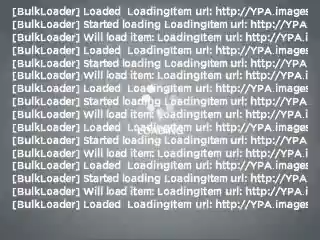 [BulkLoader] Loaded  LoadingItem url: http://YPA.images
[BulkLoader] Started loading LoadingItem url: http://YPA
[BulkLoader] Will load item: LoadingItem url: http://YPA.i
[BulkLoader] Loaded  LoadingItem url: http://YPA.images
[BulkLoader] Started loading LoadingItem url: http://YPA
[BulkLoader] Will load item: LoadingItem url: http://YPA.i
[BulkLoader] Loaded  LoadingItem url: http://YPA.images
[BulkLoader] Started loading LoadingItem url: http://YPA
[BulkLoader] Will load item: LoadingItem url: http://YPA.i
[BulkLoader] Loaded  LoadingItem url: http://YPA.images
LOADING
[BulkLoader] Started loading LoadingItem url: http://YPA
[BulkLoader] Will load item: LoadingItem url: http://YPA.i
[BulkLoader] Loaded  LoadingItem url: http://YPA.images
[BulkLoader] Started loading LoadingItem url: http://YPA
[BulkLoader] Will load item: LoadingItem url: http://YPA.i
[BulkLoader] Loaded  LoadingItem url: http://YPA.images